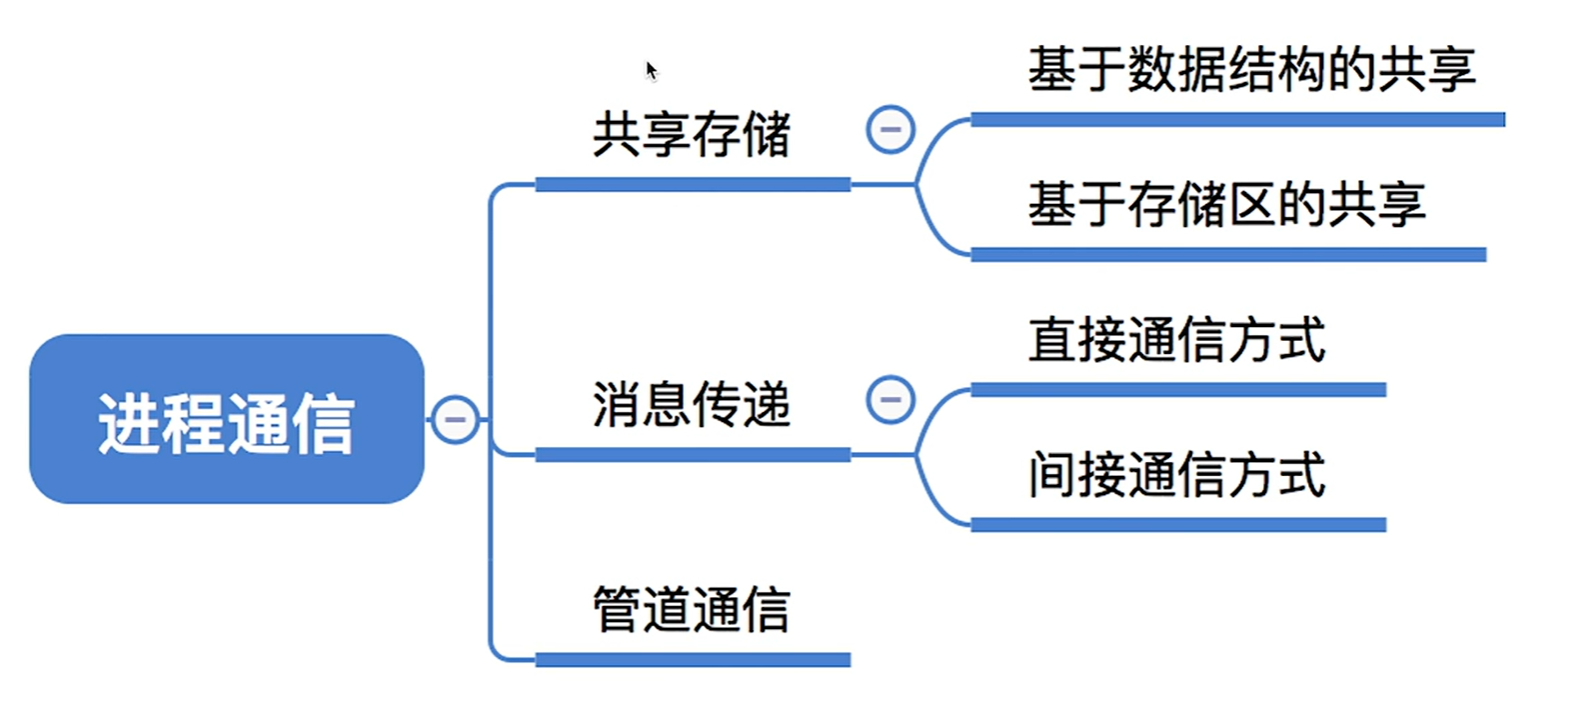 进程通信
共享存储
基于数据结构的共享
基于存储区的共享
消息传递
直接通信方式
间接通信方式
管道通信